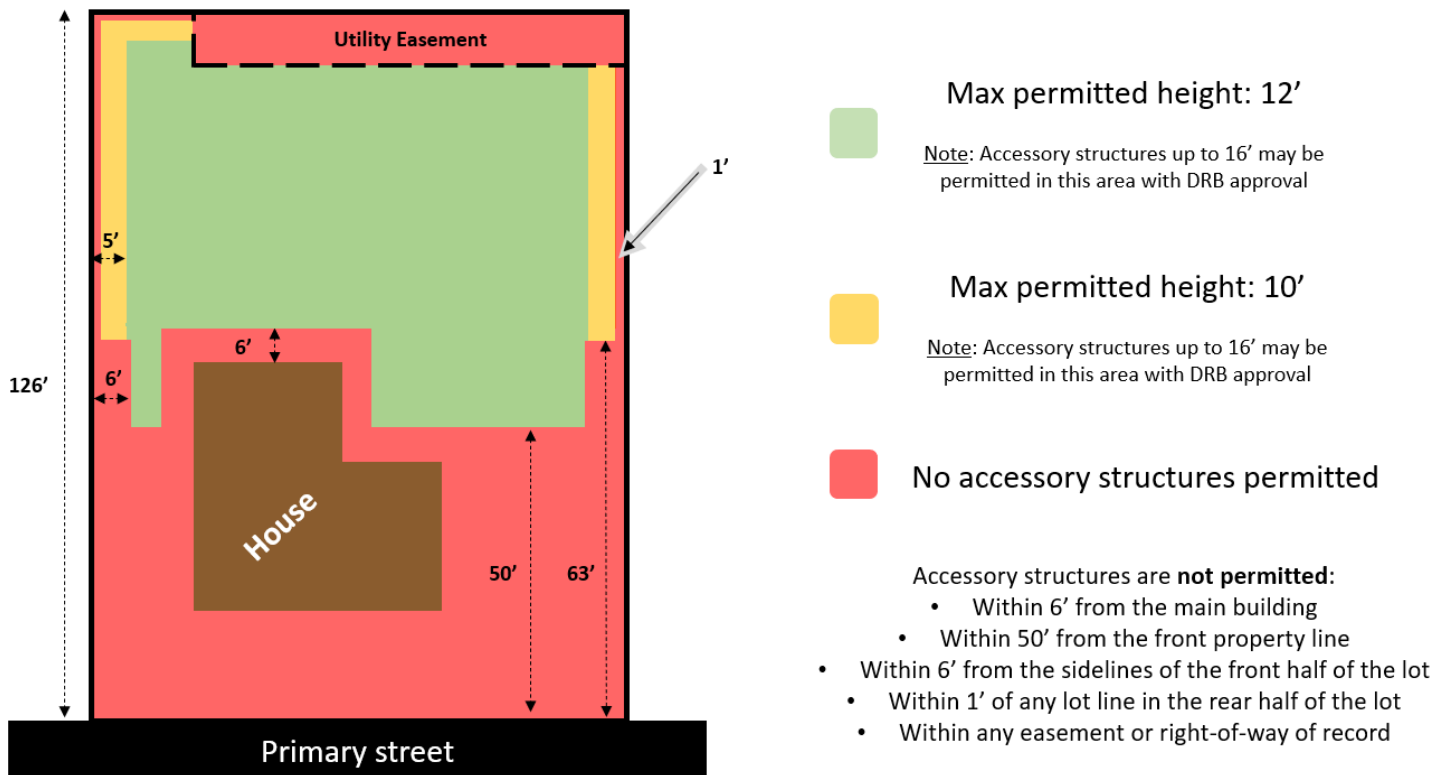 Utility Easement
1’
5’
6’
6’
126’
House
50’
63’
Primary street
Max permitted height: 12’
Note: Accessory structures up to 16’ may be
permitted in this area with DRB approval
Max permitted height: 10’
Note: Accessory structures up to 16’ may be
permitted in this area with DRB approval
No accessory structures permitted
Accessory structures are not permitted:
• Within 6’ from the main building
• Within 50’ from the front property line
• Within 6’ from the sidelines of the front half of the lot
• Within 1’ of any lot line in the rear half of the lot
• Within any easement or right-of-way of record